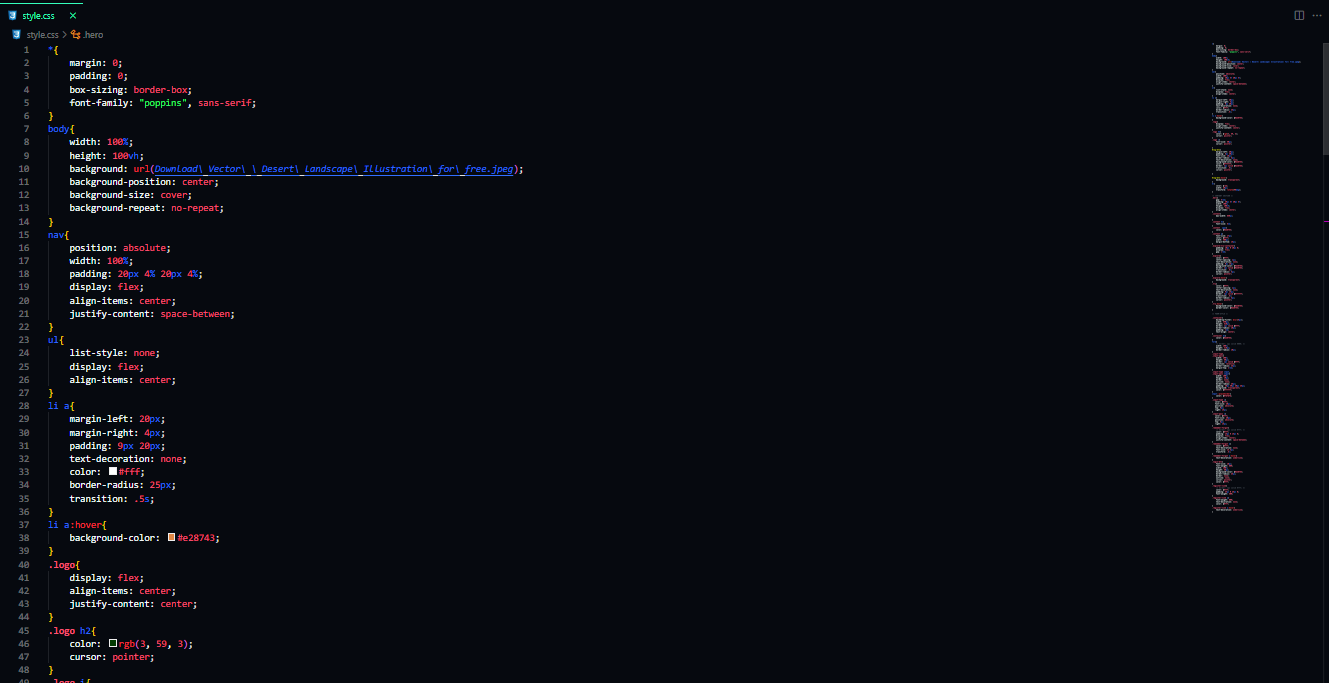 style.css
style.css > .hero
1 *{
2 margin: 0;
3 padding: 0;
4 box-sizing: border-box;
5 font-family: "poppins", sans-serif;
6 }
7 body{
8 width: 100%;
9 height: 100vh;
10 background: url(Download\ Vector\ \ Desert\ Landscape\ Illustration\ for\ free.jpeg);
11 background-position: center;
12 background-size: cover;
13 background-repeat: no-repeat;
14 }
15 nav{
16 position: absolute;
17 width: 100%;
18 padding: 20px 4% 20px 4%;
19 display: flex;
20 align-items: center;
21 justify-content: space-between;
22 }
23 ul{
24 list-style: none;
25 display: flex;
26 align-items: center;
27 }
28 li a{
29 margin-left: 20px;
30 margin-right: 4px;
31 padding: 9px 20px;
32 text-decoration: none;
33 color: #fff;
34 border-radius: 25px;
35 transition: .5s;
36 }
37 li a:hover{
38 background-color: #e28743;
39 }
40 .logo{
41 display: flex;
42 align-items: center;
43 justify-content: center;
44 }
45 .logo h2{
46 color: rgb(3, 59, 3);
47 cursor: pointer;
48 }
49 .logo i{